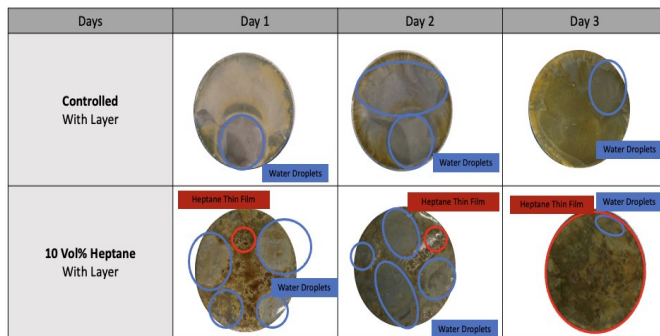 Days
Day 1
Day 2
Day 3
Controlled
With Layer
Water Droplets
Water Droplets
Water Droplets
10 Vol% Heptane
With Layer
Heptane Thin Film
Water Droplets
Heptane Thin Film
Water Droplets
Heptane Thin Film
Water Droplets